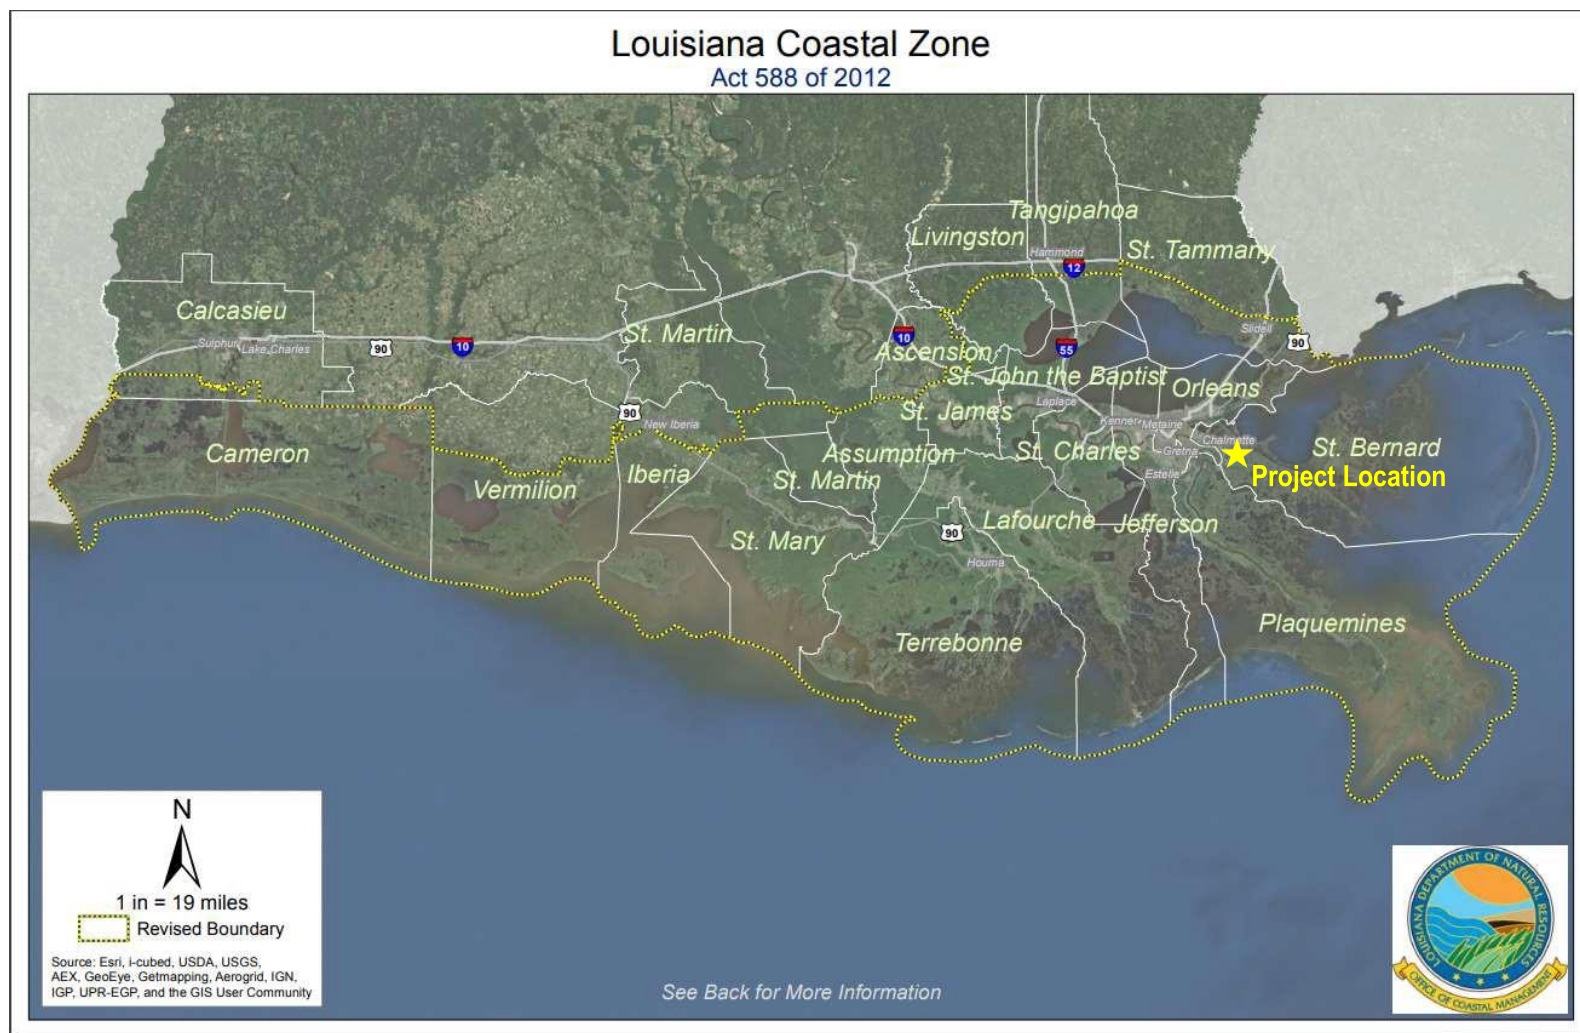 Louisiana Coastal Zone
Act 588 of 2012
Tangipahoa
Livingston
Hammond
St. Tammany
12
Calcasieu
St. Martin
Slidell
Sulphur
Lake Charles
90
10
10
55
90
Ascension
St. John the Baptist
Orleans
Laplace
90
New Iberia
St. James
Kenner
Metairie
Chalmette
Cameron
Assumption
St. Charles
Gretna
St. Bernard
Vermilion
Iberia
St. Martin
Estelle
Project Location
St. Mary
90
Lafourche
Jefferson
Houma
Terrebonne
Plaquemines
N
1 in = 19 miles
Revised Boundary
Source: Esri, i-cubed, USDA, USGS,
AEX, GeoEye, Getmapping, Aerogrid, IGN,
IGP, UPR-EGP, and the GIS User Community
See Back for More Information
LOUISIANA DEPARTMENT OF NATURAL RESOURCES
OFFICE OF COASTAL MANAGEMENT